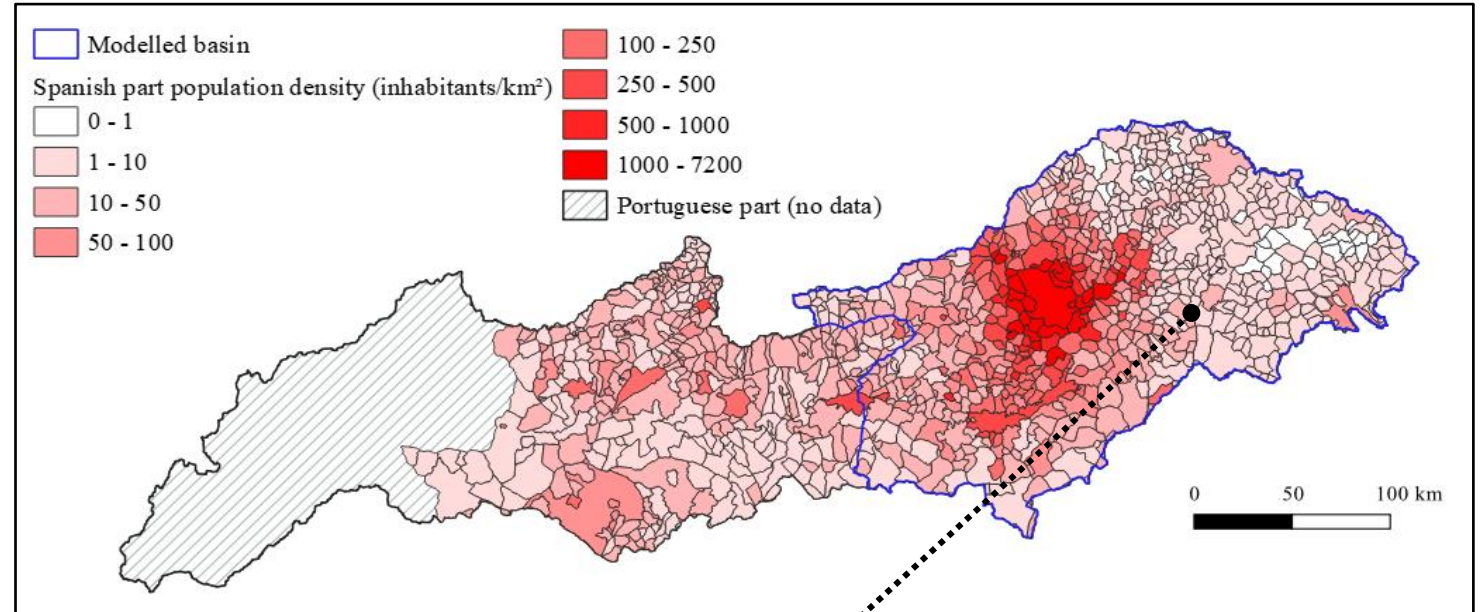 Modelled basin
Spanish part population density (inhabitants/km²)
0 - 1
1 - 10
10 - 50
50 - 100
100 - 250
250 - 500
500 - 1000
1000 - 7200
Portuguese part (no data)
0 50 100 km